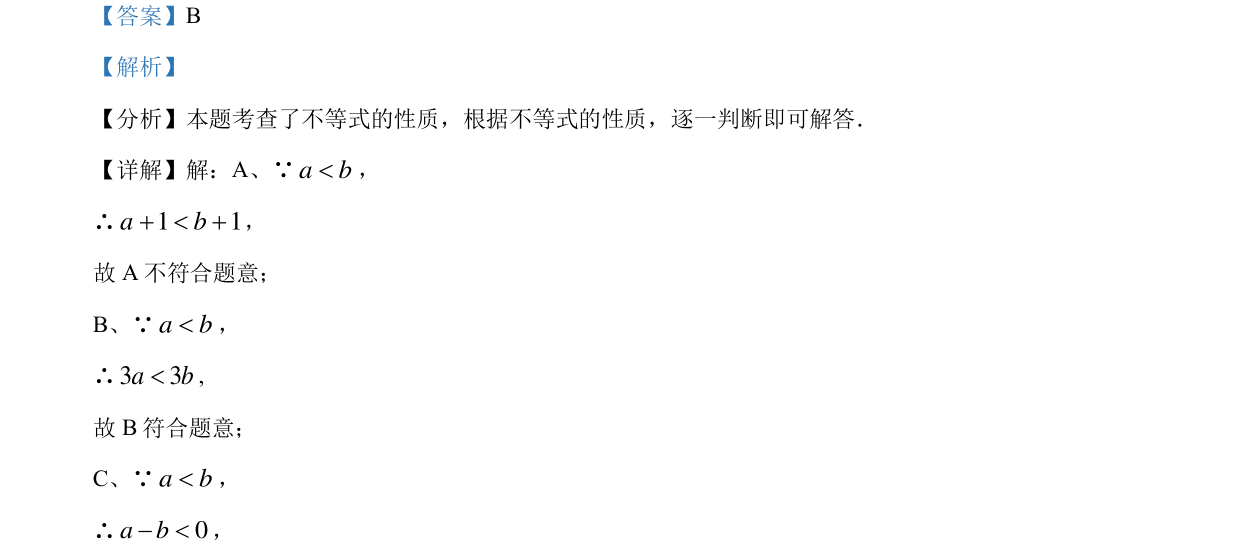 【答案】B
【解析】
【分析】本题考查了不等式的性质，根据不等式的性质，逐一判断即可解答．
【详解】解：A、∵a<b，
∴a+1<b+1，
故 A 不符合题意；
B、∵a<b，
∴3a<3b，
故 B 符合题意；
C、∵a<b，
∴a−b<0，